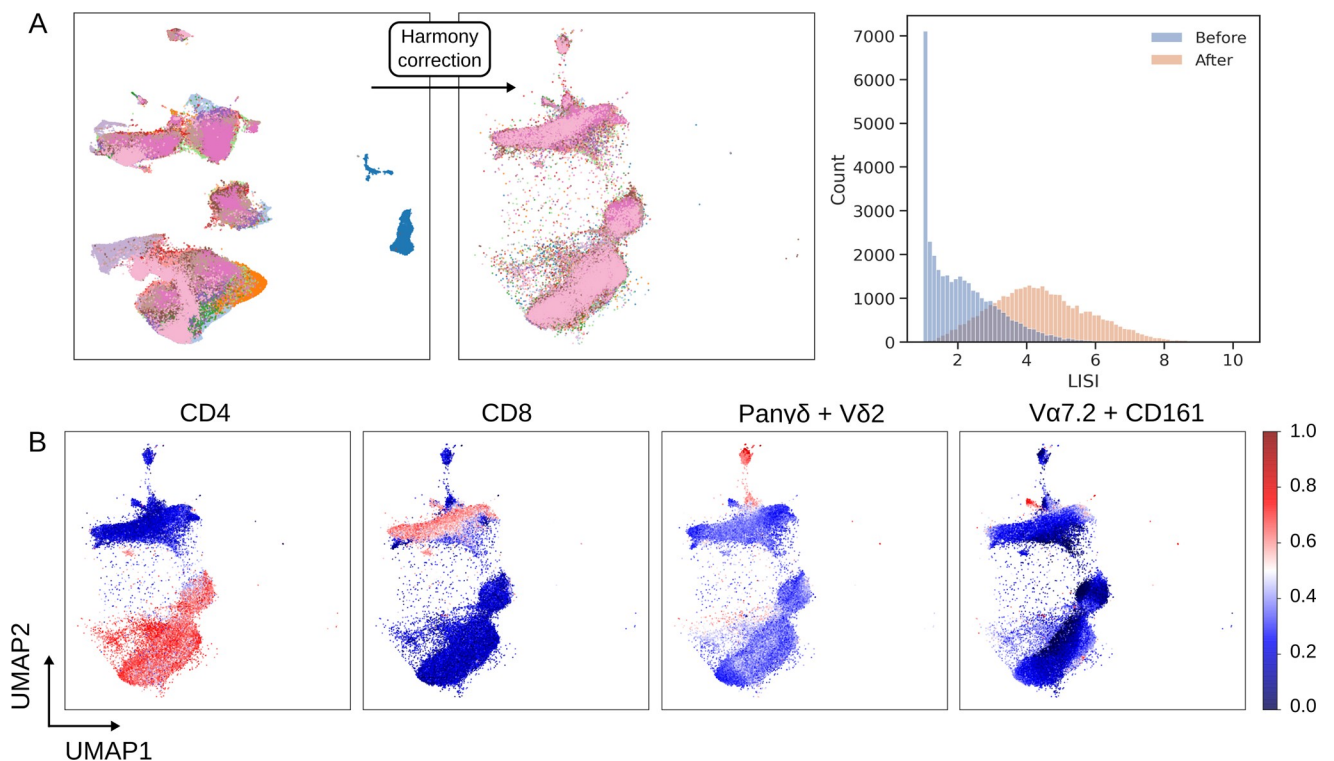 A
Harmony
correction
Before
After
7000
6000
5000
4000
3000
2000
1000
0
Count
2
4
6
8
10
LISI
B
CD4
CD8
Panγδ + Vδ2
Vα7.2 + CD161
1.0
0.8
0.6
0.4
0.2
0.0
UMAP2
UMAP1